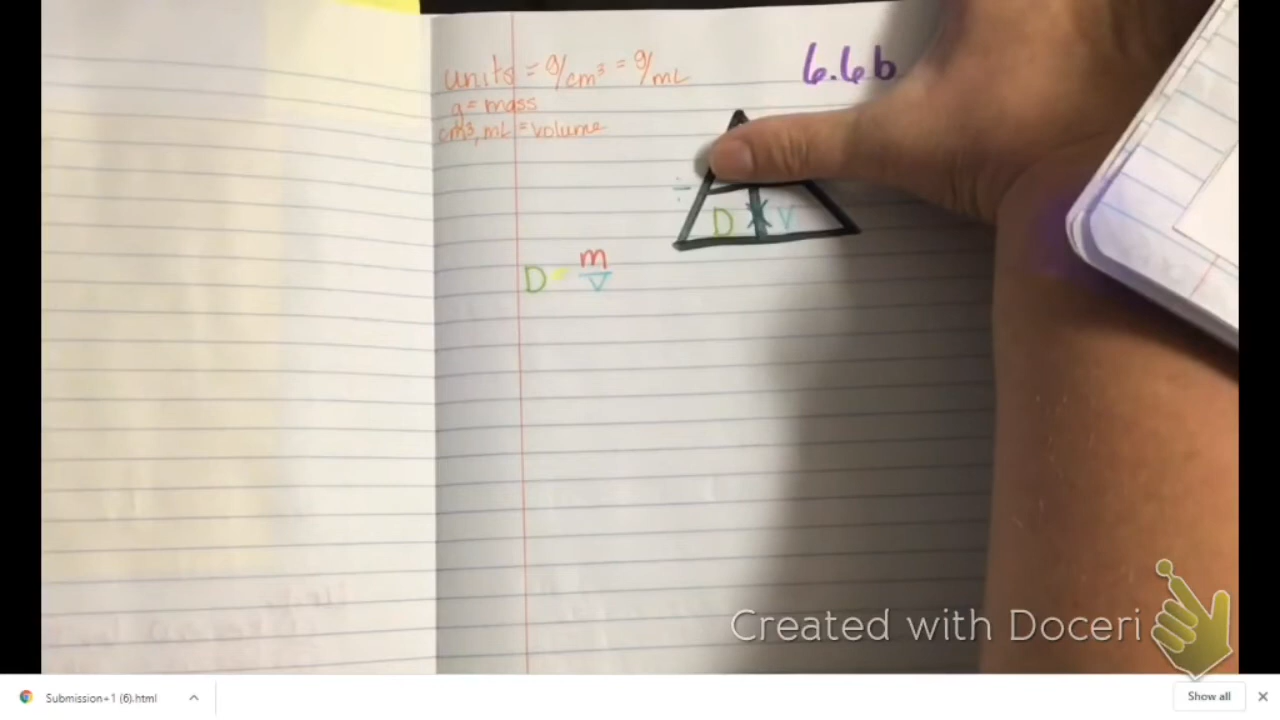 units = g/cm³ = g/mL
6.6b
g = mass
cm³, mL = volume
÷
D × V
D = m/V
Created with Doceri
Submission+1 (6).html
Show all